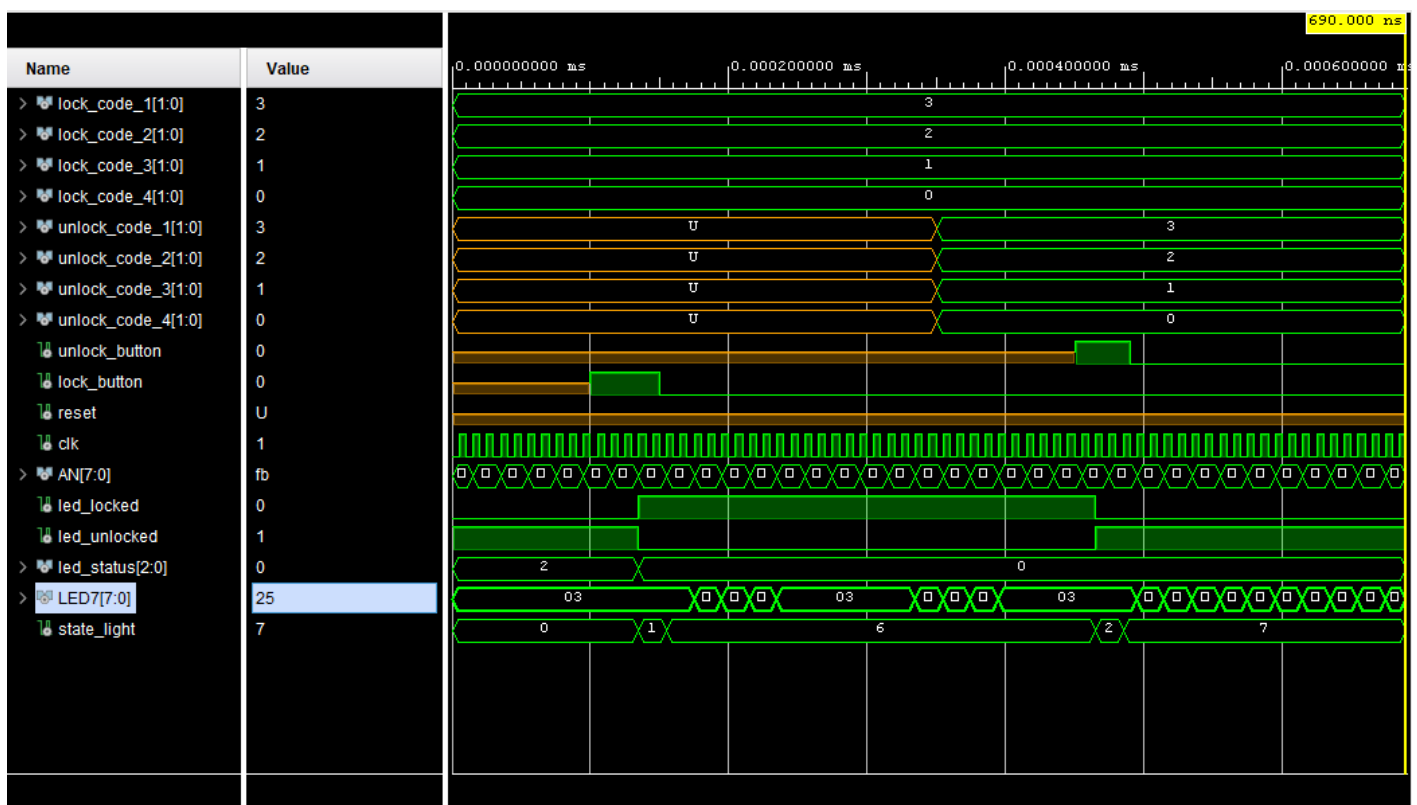 690.000 ns
Name Value 0.000000000 ms 0.000200000 ms 0.000400000 ms 0.000600000
lock_code_1[1:0] 3 3
lock_code_2[1:0] 2 2
lock_code_3[1:0] 1 1
lock_code_4[1:0] 0 0
unlock_code_1[1:0] 3 U 3
unlock_code_2[1:0] 2 U 2
unlock_code_3[1:0] 1 U 1
unlock_code_4[1:0] 0 U 0
unlock_button 0
lock_button 0
reset U
clk 1
AN[7:0] fb
led_locked 0
led_unlocked 1
led_status[2:0] 0 2 0
LED7[7:0] 25 03 03 03
state_light 7 0 1 6 2 7